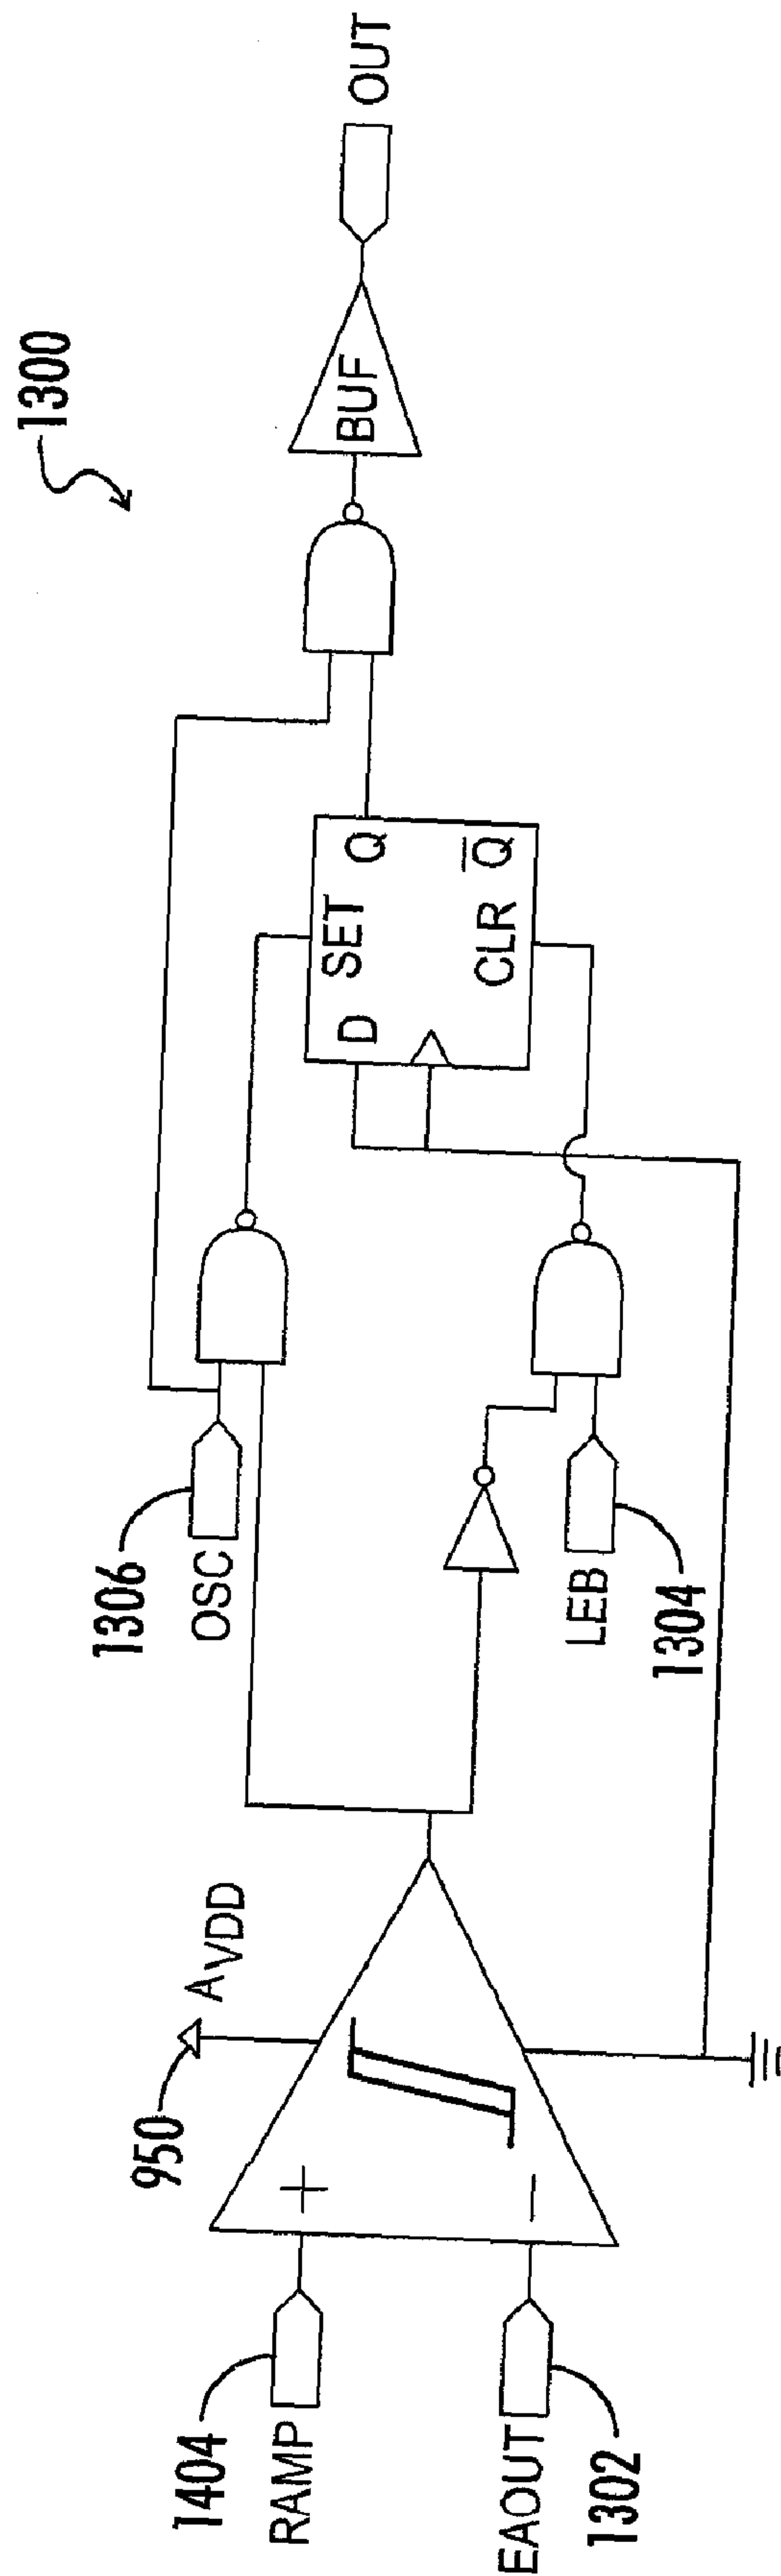 1300
1306
OSC
OUT
BUF
SET
D
Q
CLR
Q̅
950
AVDD
1404
RAMP
+
−
EAOUT
1302
LEB
1304